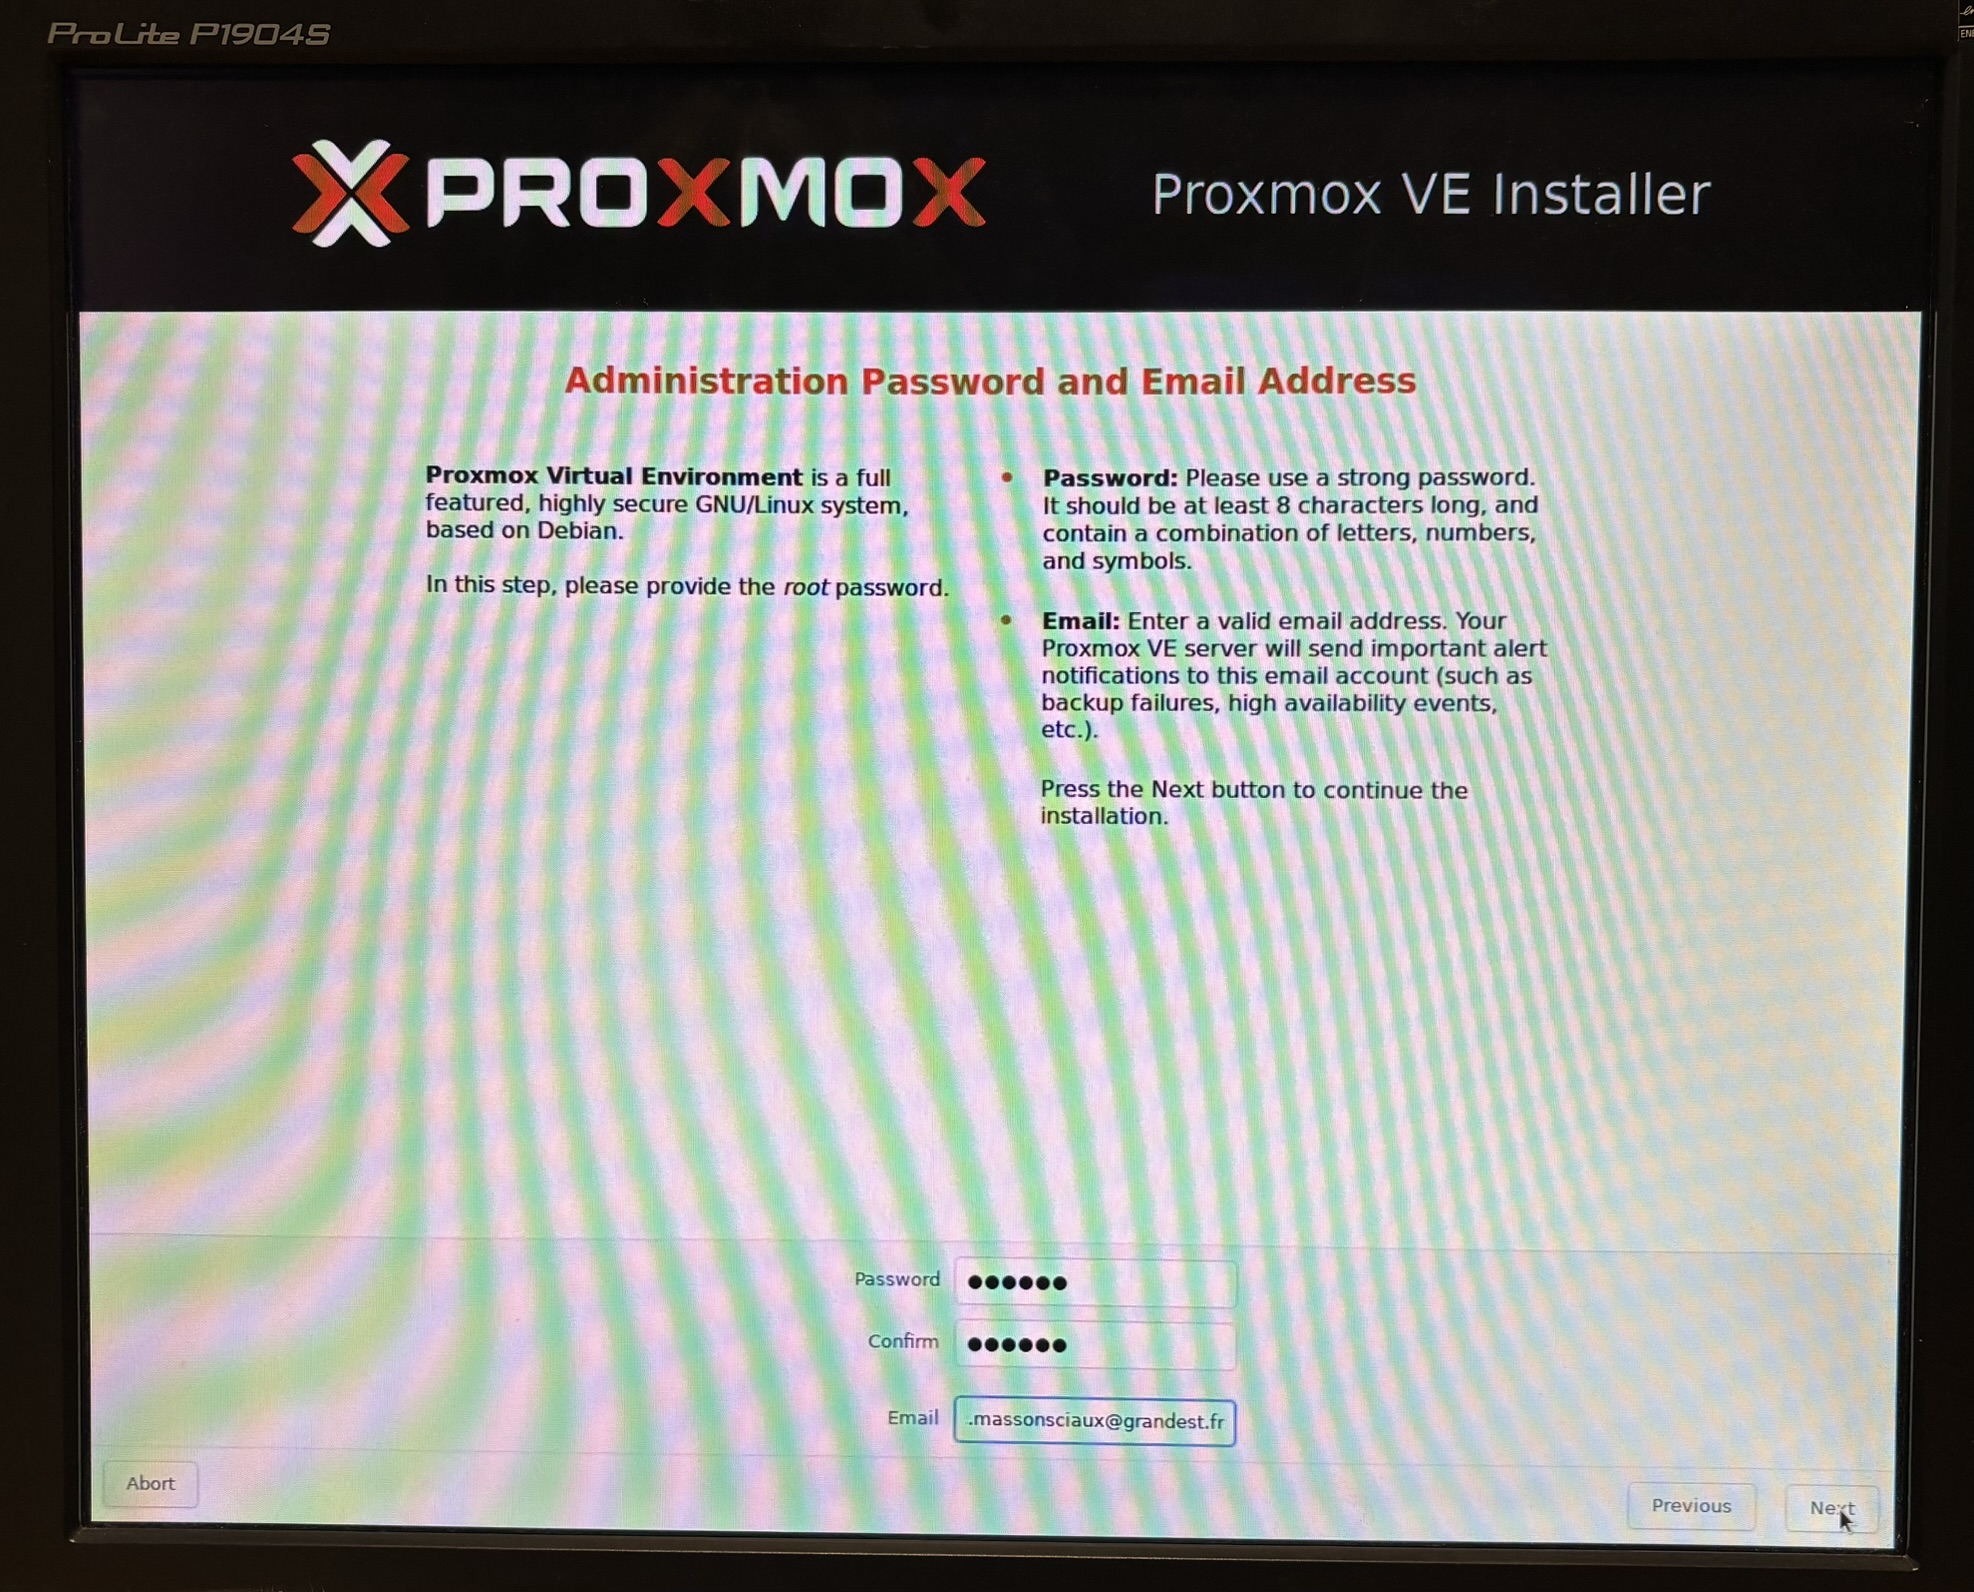 ProLite P1904S
PROXMOX
Proxmox VE Installer
Administration Password and Email Address
Proxmox Virtual Environment is a full
featured, highly secure GNU/Linux system,
based on Debian.
In this step, please provide the root password.
• Password: Please use a strong password.
It should be at least 8 characters long, and
contain a combination of letters, numbers,
and symbols.
• Email: Enter a valid email address. Your
Proxmox VE server will send important alert
notifications to this email account (such as
backup failures, high availability events,
etc.).
Press the Next button to continue the
installation.
Password ●●●●●●
Confirm ●●●●●●
Email .massonsciaux@grandest.fr
Abort
Previous
Next